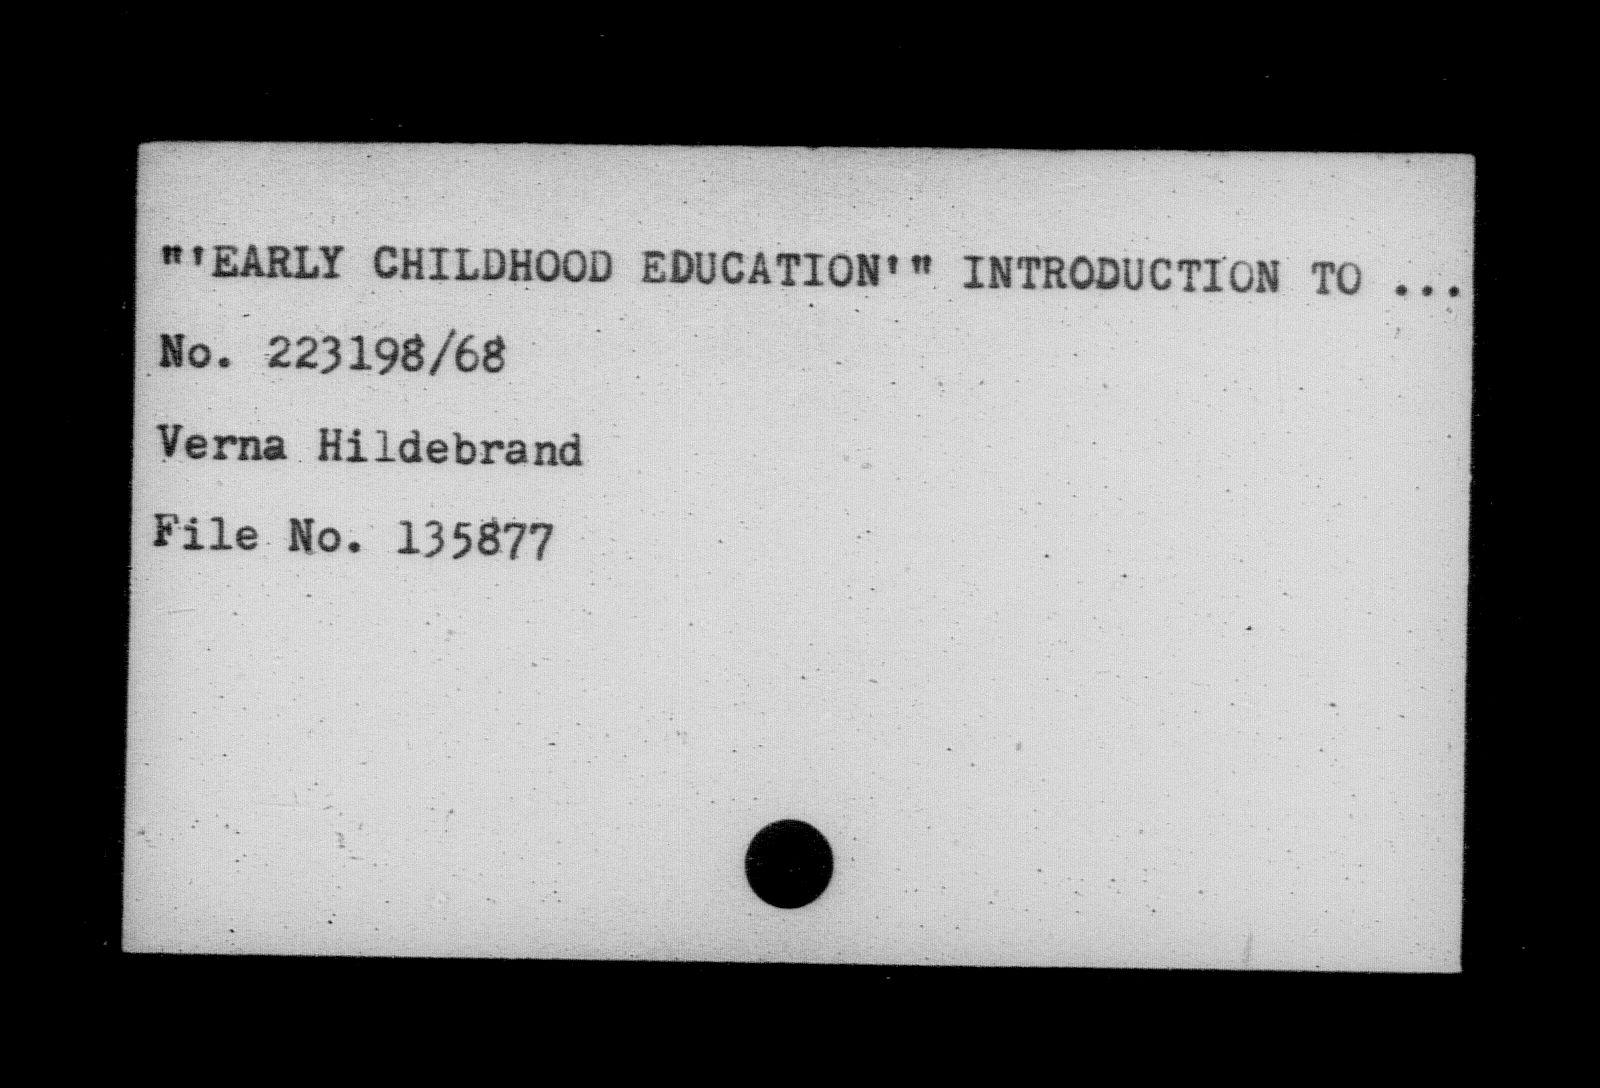 "'EARLY CHILDHOOD EDUCATION'" INTRODUCTION TO ...
No. 223198/68
Verna Hildebrand
File No. 135877